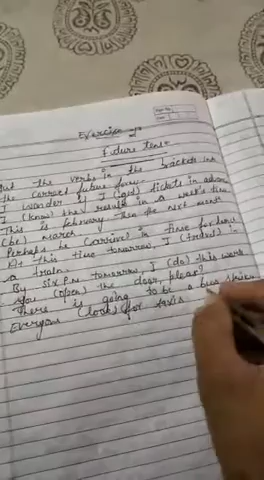 Exercise
Future Tense
Put the verbs in the brackets into
the correct future form:
I wonder if I (get) tickets in advance
I (know) the result in a week's time
This is february then the next month
(be) march
Perhaps he (arrive) in time for
At this time tomorrow, I (travel) in
a train.
By six P.M tomorrow, I (do) this work
You (open) the door, please?
There is going to be a bus strike
Everyone (look) for taxis